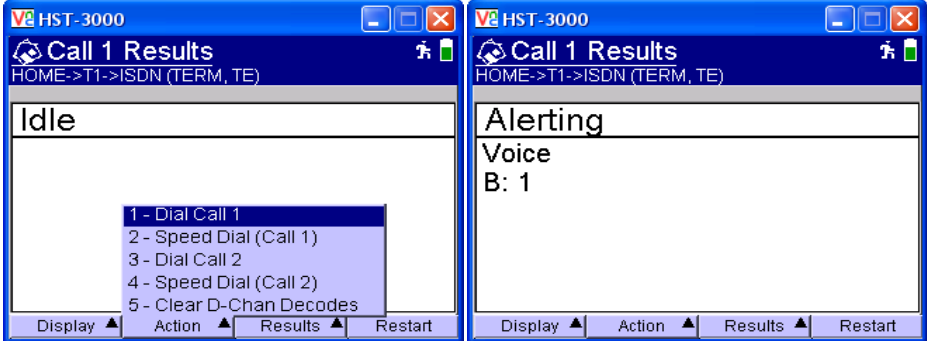 HST-3000
Call 1 Results
HOME->T1->ISDN (TERM, TE)
Idle
1 - Dial Call 1
2 - Speed Dial (Call 1)
3 - Dial Call 2
4 - Speed Dial (Call 2)
5 - Clear D-Chan Decodes
Display Action Results Restart
HST-3000
Call 1 Results
HOME->T1->ISDN (TERM, TE)
Alerting
Voice
B: 1
Display Action Results Restart